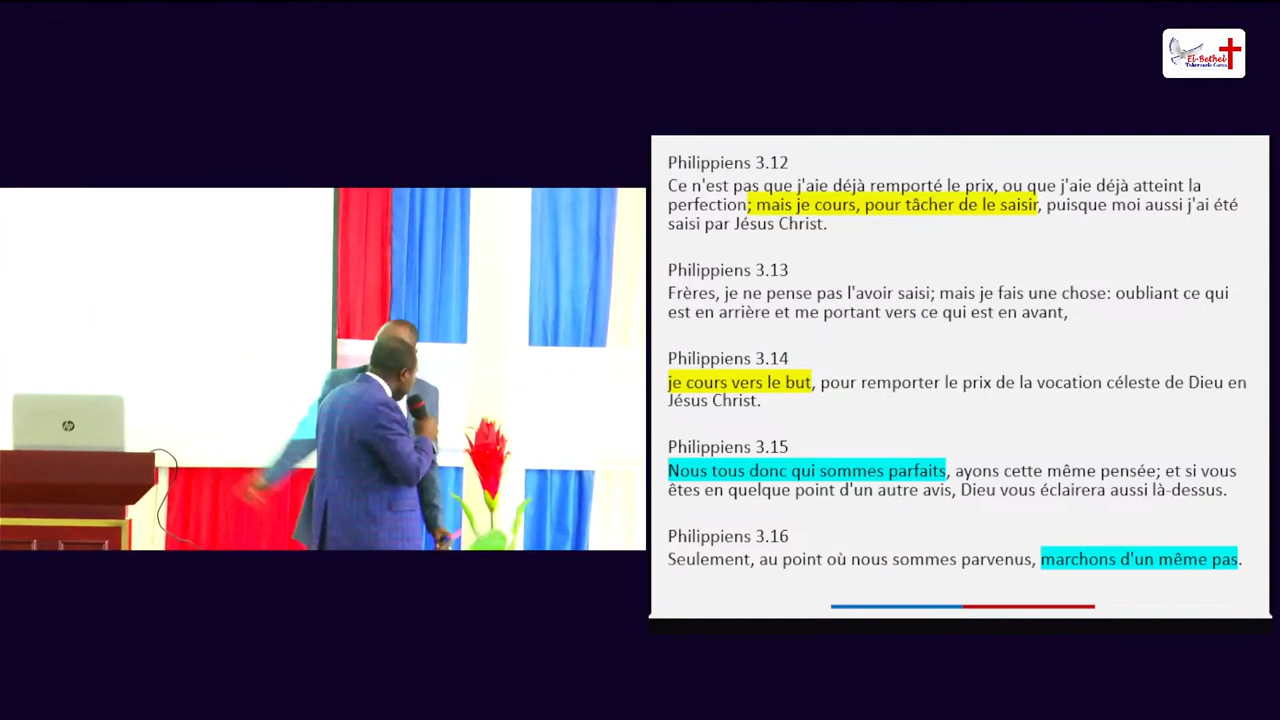 El-Bethel
Philippiens 3.12
Ce n'est pas que j'aie déjà remporté le prix, ou que j'aie déjà atteint la
perfection; mais je cours, pour tâcher de le saisir, puisque moi aussi j'ai été
saisi par Jésus Christ.
Philippiens 3.13
Frères, je ne pense pas l'avoir saisi; mais je fais une chose: oubliant ce qui
est en arrière et me portant vers ce qui est en avant,
Philippiens 3.14
je cours vers le but, pour remporter le prix de la vocation céleste de Dieu en
Jésus Christ.
Philippiens 3.15
Nous tous donc qui sommes parfaits, ayons cette même pensée; et si vous
êtes en quelque point d'un autre avis, Dieu vous éclairera aussi là-dessus.
Philippiens 3.16
Seulement, au point où nous sommes parvenus, marchons d'un même pas.
hp